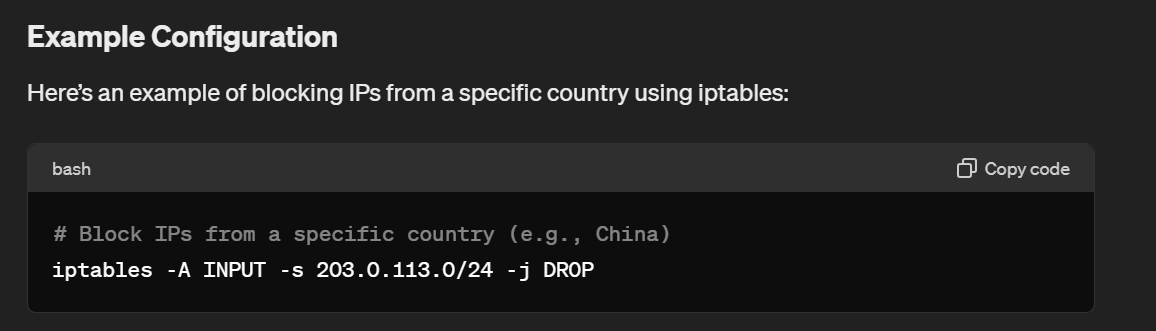 Example Configuration
Here’s an example of blocking IPs from a specific country using iptables:
bash
Copy code
# Block IPs from a specific country (e.g., China)
iptables -A INPUT -s 203.0.113.0/24 -j DROP